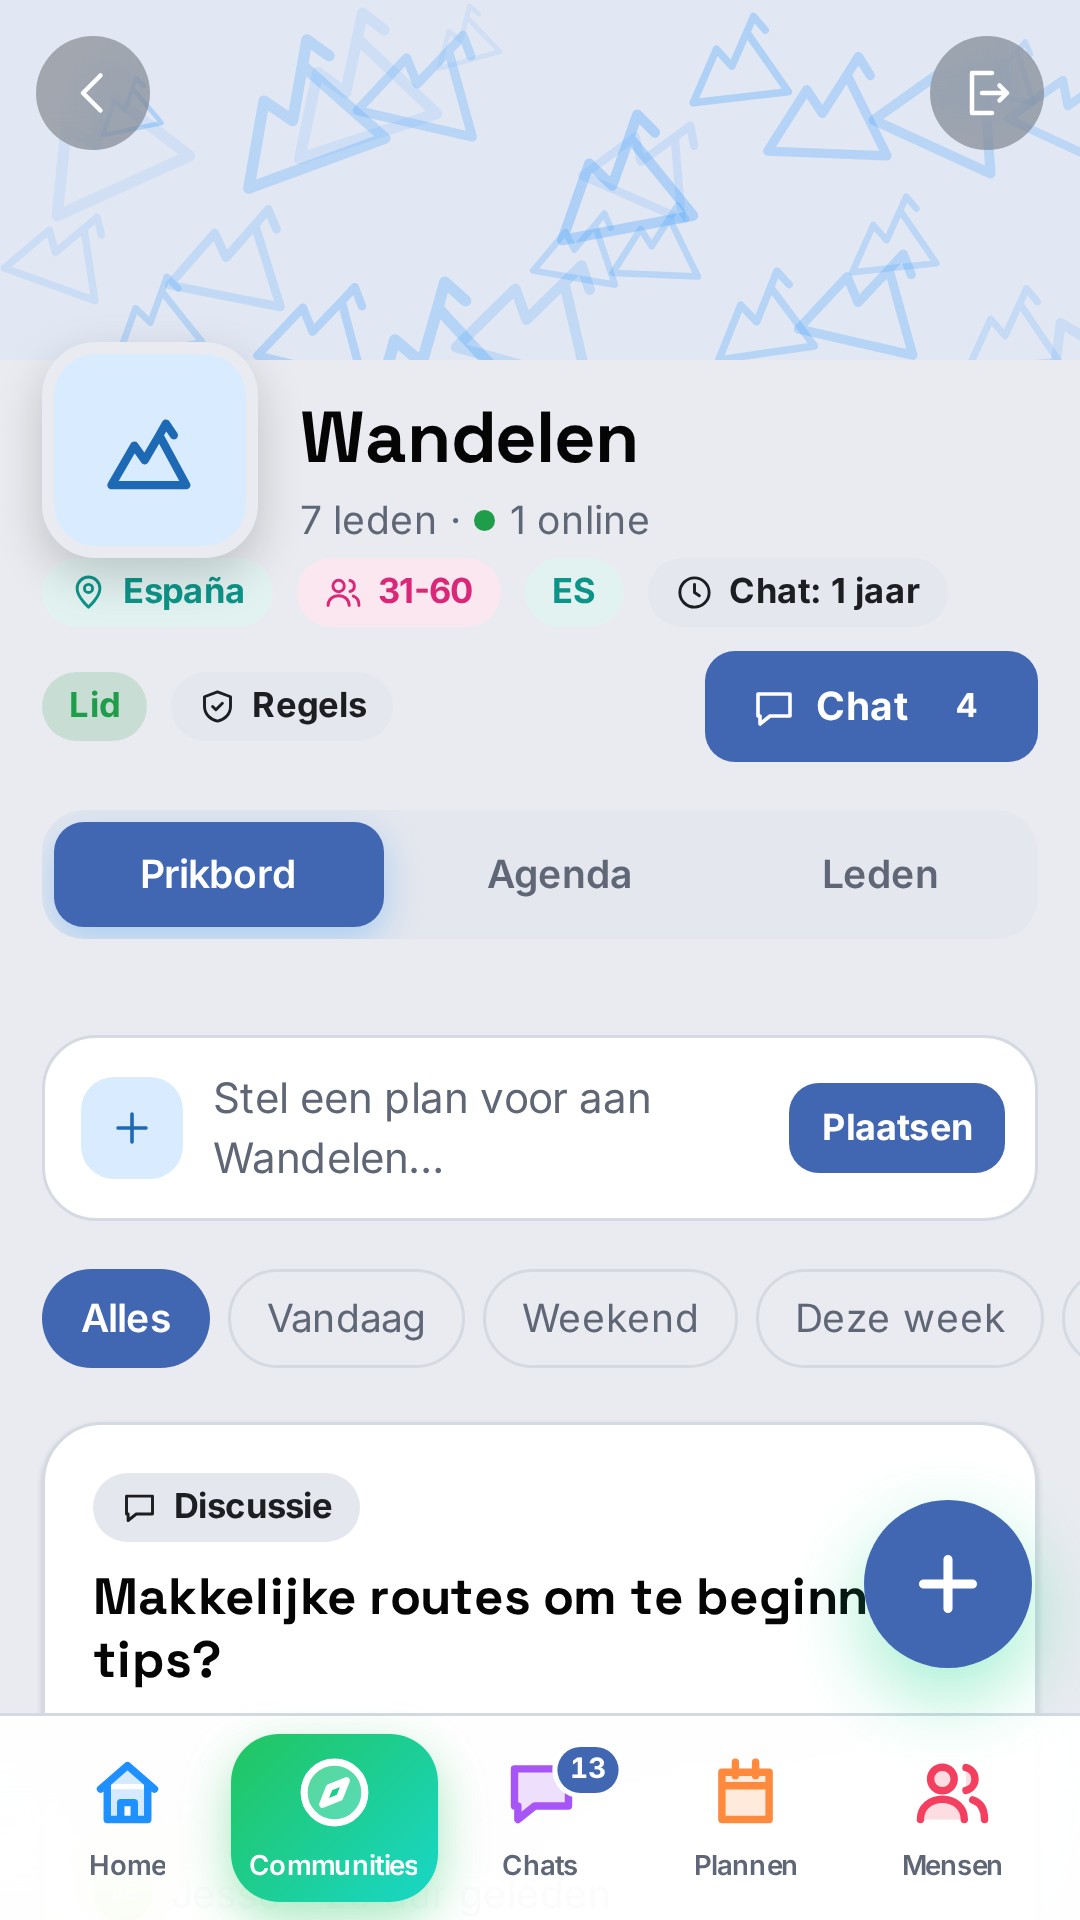 Wandelen
7 leden · 1 online
España 31-60 ES Chat: 1 jaar
Lid Regels Chat 4
Prikbord Agenda Leden
Stel een plan voor aan
Wandelen...
Plaatsen
Alles Vandaag Weekend Deze week
Discussie
Makkelijke routes om te beginn
tips?
13
Home Communities Chats Plannen Mensen
geleden